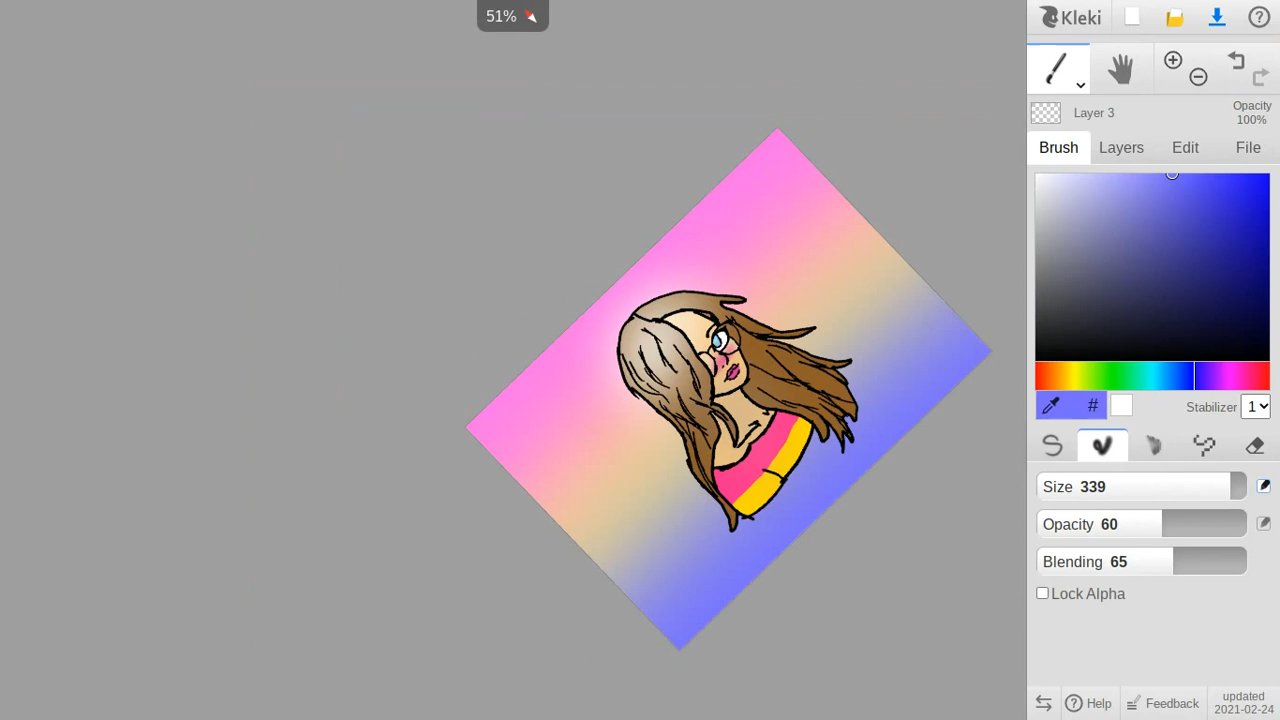 51%
Kleki
Layer 3
Opacity
100%
Brush Layers Edit File
# Stabilizer 1
Size 339
Opacity 60
Blending 65
Lock Alpha
Help Feedback updated
2021-02-24